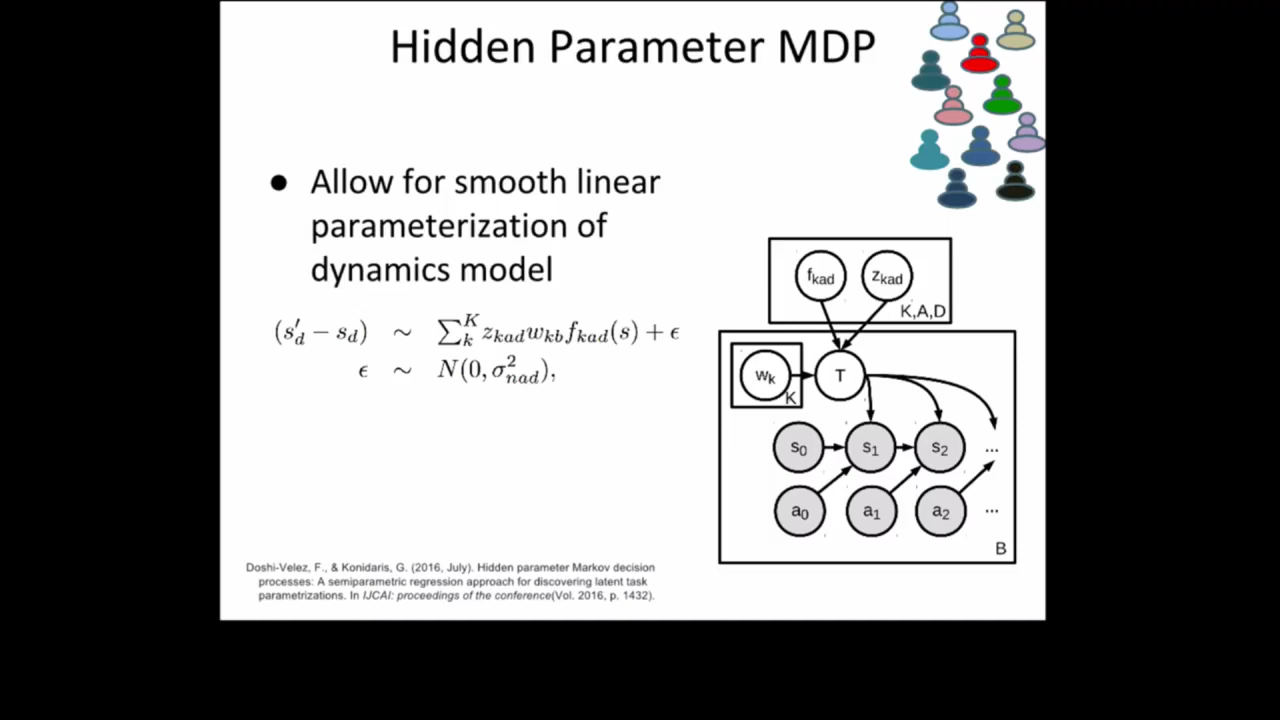 Hidden Parameter MDP
● Allow for smooth linear
parameterization of
dynamics model
(s′_d − s_d) ∼ ∑_k^K z_kad w_kb f_kad(s) + ϵ
ϵ ∼ N(0, σ²_nad),
f_kad z_kad
K,A,D
w_k T
K
s_0 s_1 s_2 ...
a_0 a_1 a_2 ...
B
Doshi-Velez, F., & Konidaris, G. (2016, July). Hidden parameter Markov decision
processes: A semiparametric regression approach for discovering latent task
parametrizations. In IJCAI: proceedings of the conference(Vol. 2016, p. 1432).